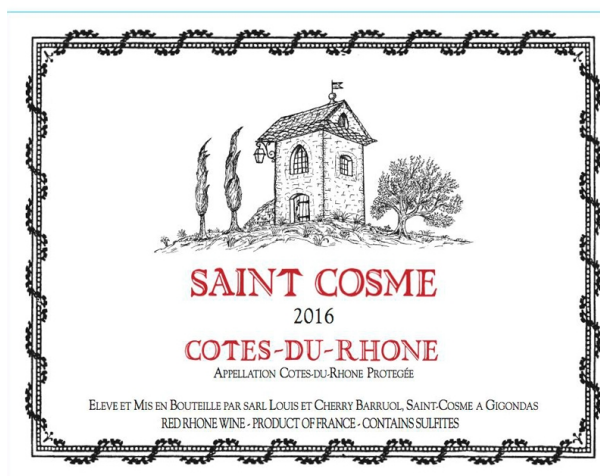 SAINT COSME
2016
COTES-DU-RHONE
APPELLATION COTES-DU-RHONE PROTEGÉE
ELEVE ET MIS EN BOUTEILLE PAR SARL LOUIS ET CHERRY BARRUOL, SAINT-COSME A GIGONDAS
RED RHONE WINE - PRODUCT OF FRANCE - CONTAINS SULFITES